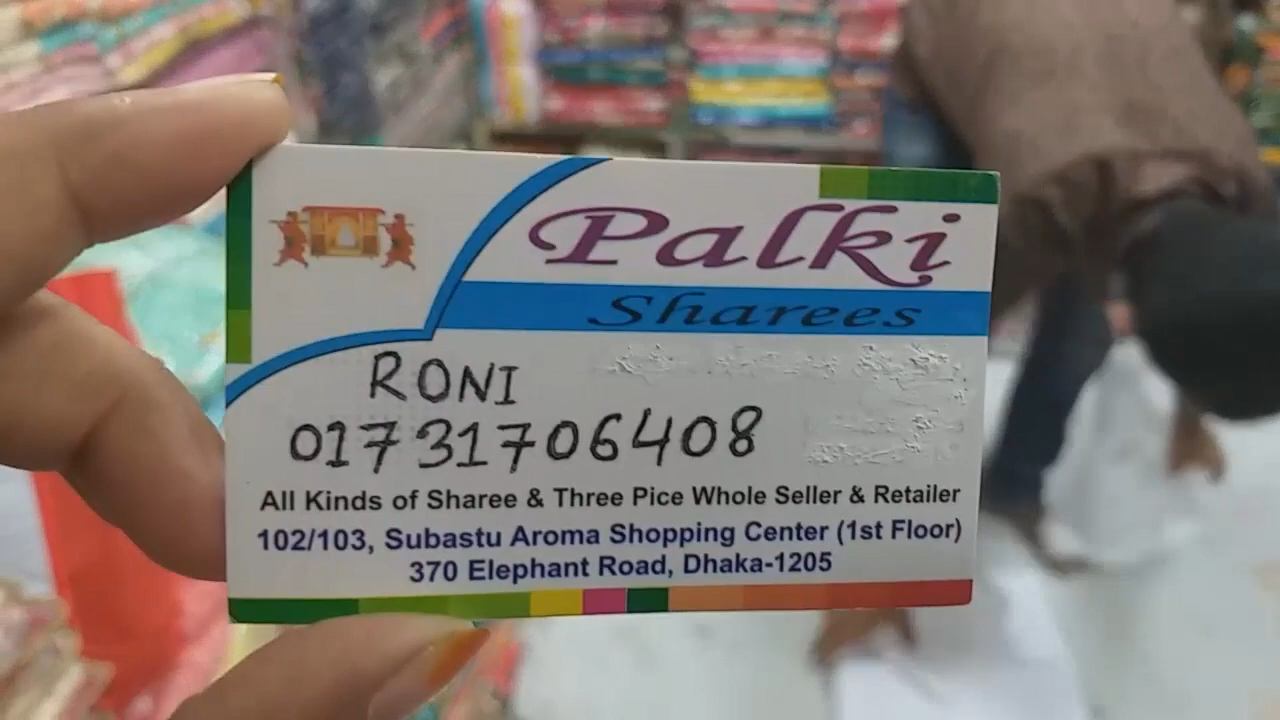 Palki
Sharees
RONI
01731706408
All Kinds of Sharee & Three Pice Whole Seller & Retailer
102/103, Subastu Aroma Shopping Center (1st Floor)
370 Elephant Road, Dhaka-1205